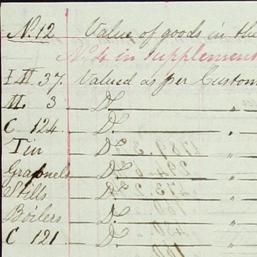 No. 12 Value of goods in the
No. 4 in supplement
37. Valued as per Custom
3 Do. "
C 124 Do. "
Tin Do. "
Grapnels Do. "
Stills Do. "
Boilers Do. "
C 121 Do. "